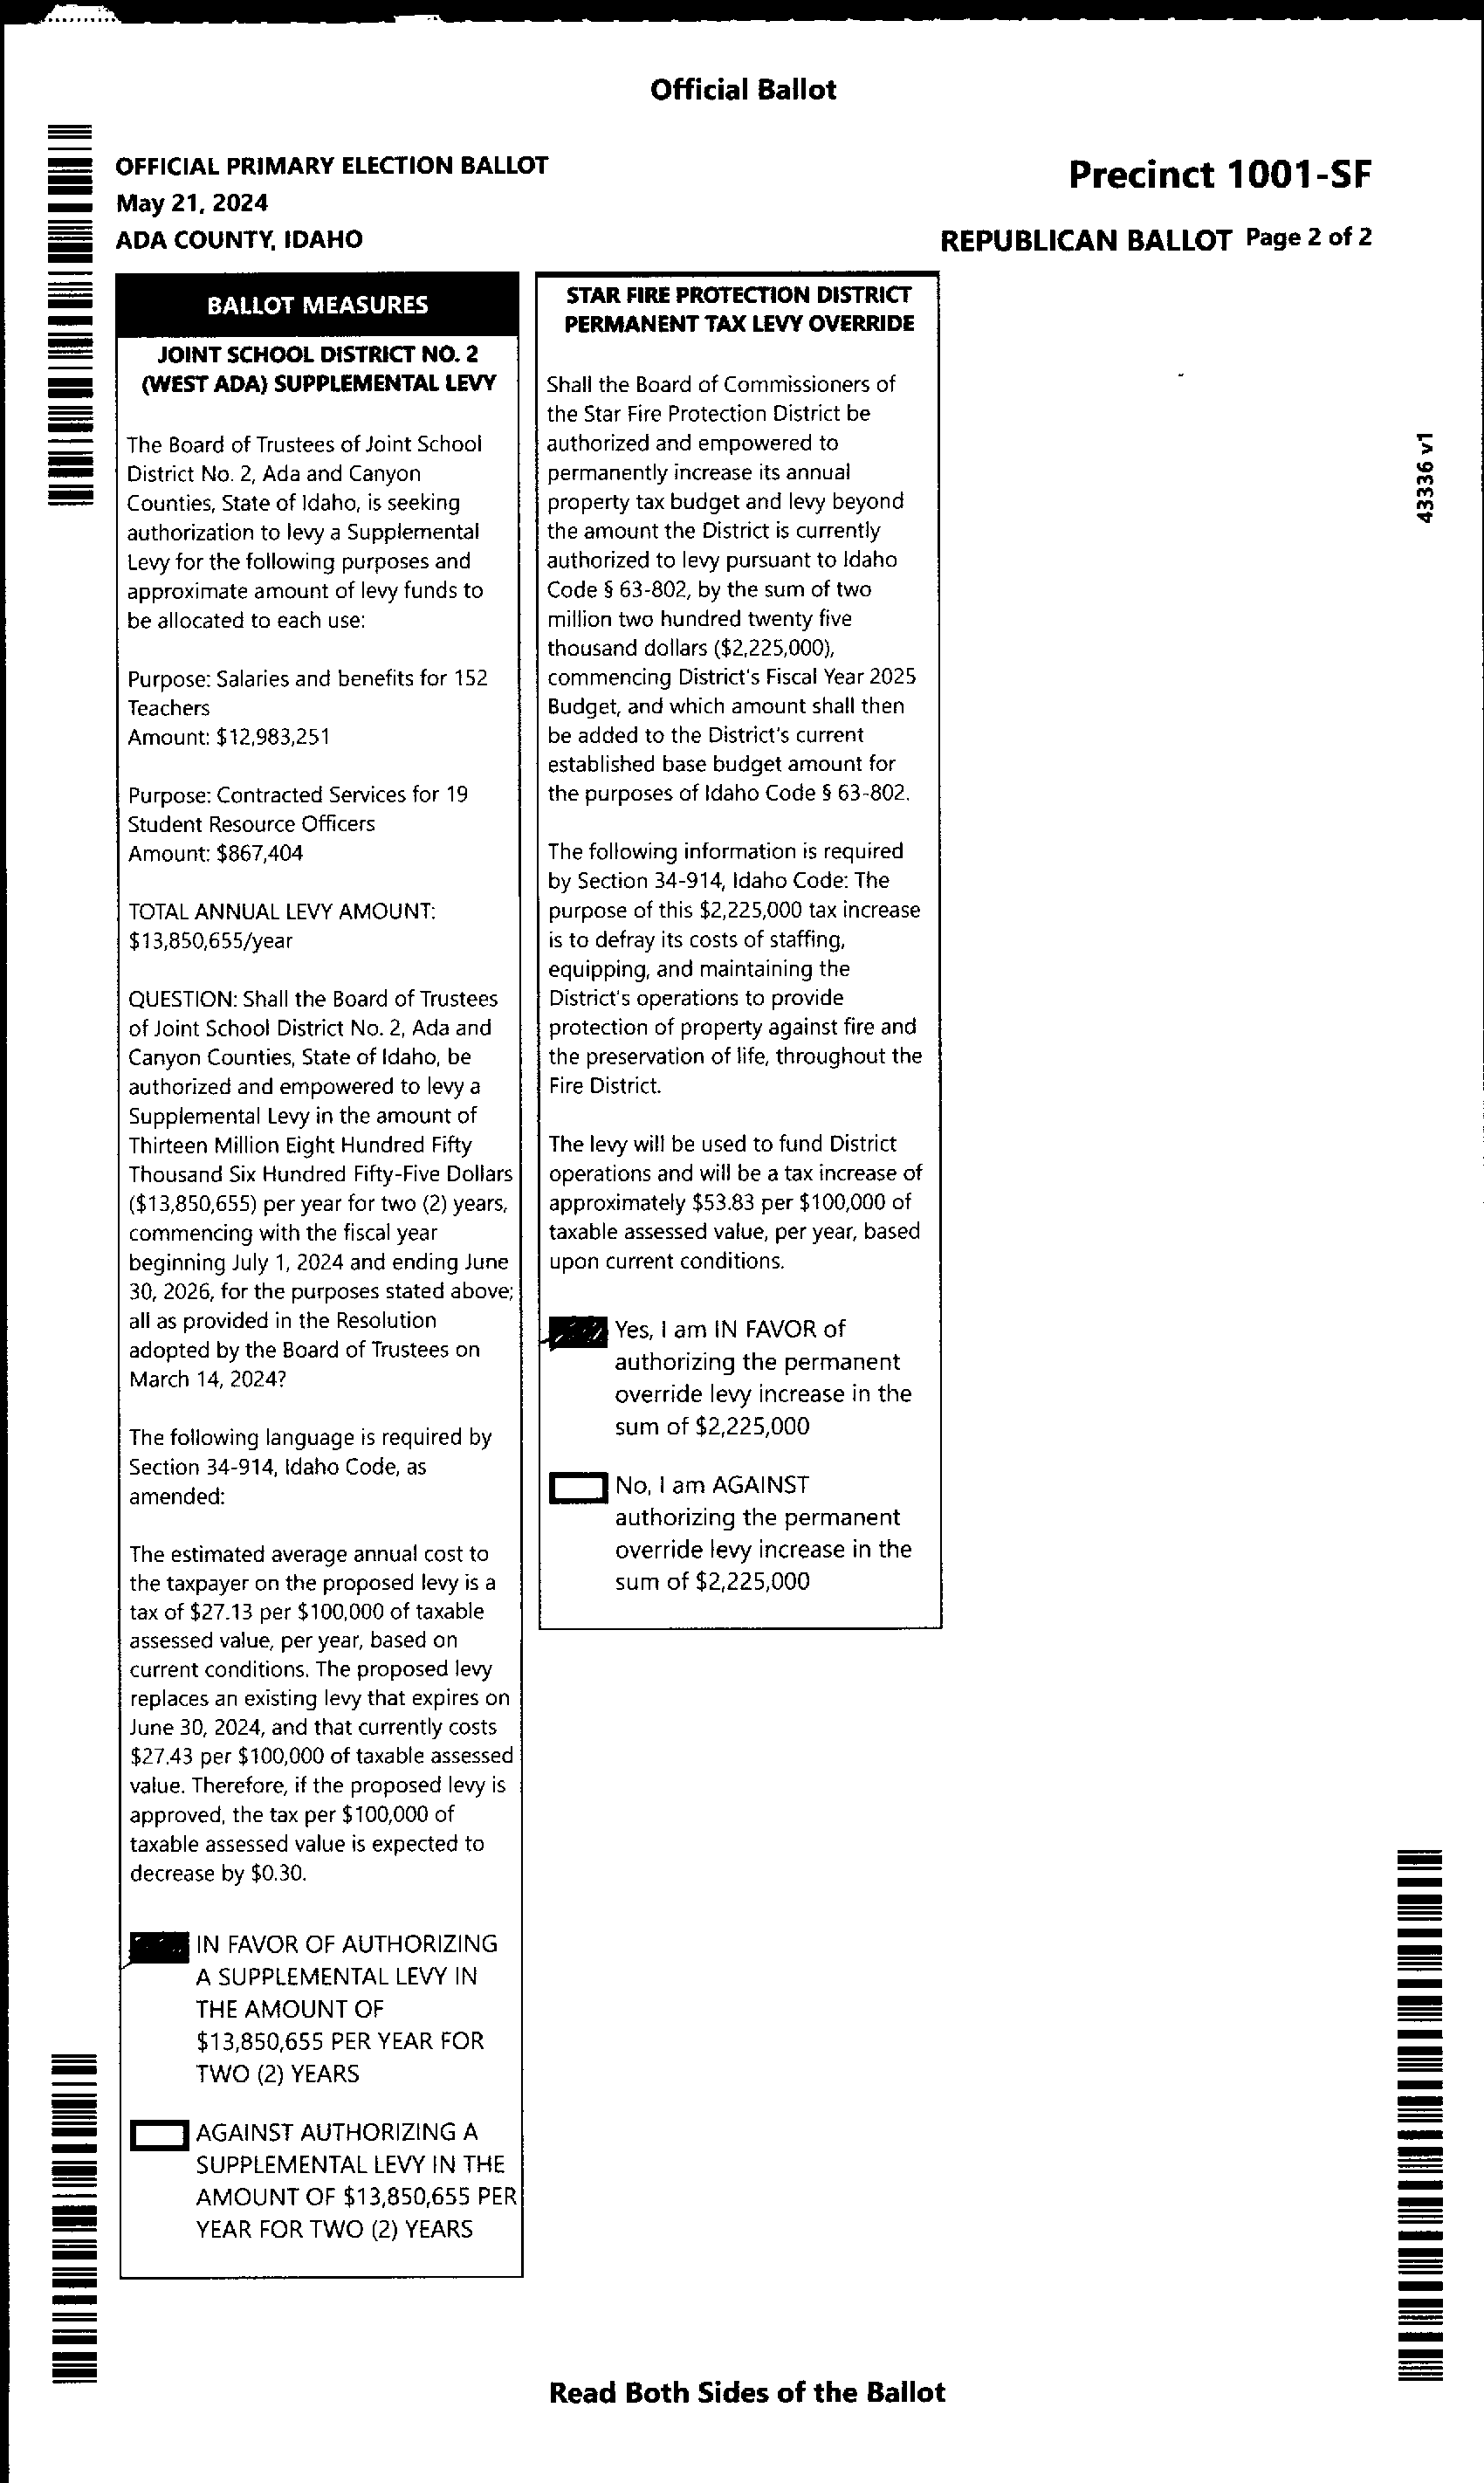 Official Ballot
OFFICIAL PRIMARY ELECTION BALLOT
May 21, 2024
ADA COUNTY, IDAHO
Precinct 1001-SF
REPUBLICAN BALLOT Page 2 of 2
BALLOT MEASURES
JOINT SCHOOL DISTRICT NO. 2
(WEST ADA) SUPPLEMENTAL LEVY
The Board of Trustees of Joint School
District No. 2, Ada and Canyon
Counties, State of Idaho, is seeking
authorization to levy a Supplemental
Levy for the following purposes and
approximate amount of levy funds to
be allocated to each use:
Purpose: Salaries and benefits for 152
Teachers
Amount: $12,983,251
Purpose: Contracted Services for 19
Student Resource Officers
Amount: $867,404
TOTAL ANNUAL LEVY AMOUNT:
$13,850,655/year
QUESTION: Shall the Board of Trustees
of Joint School District No. 2, Ada and
Canyon Counties, State of Idaho, be
authorized and empowered to levy a
Supplemental Levy in the amount of
Thirteen Million Eight Hundred Fifty
Thousand Six Hundred Fifty-Five Dollars
($13,850,655) per year for two (2) years,
commencing with the fiscal year
beginning July 1, 2024 and ending June
30, 2026, for the purposes stated above;
all as provided in the Resolution
adopted by the Board of Trustees on
March 14, 2024?
The following language is required by
Section 34-914, Idaho Code, as
amended:
The estimated average annual cost to
the taxpayer on the proposed levy is a
tax of $27.13 per $100,000 of taxable
assessed value, per year, based on
current conditions. The proposed levy
replaces an existing levy that expires on
June 30, 2024, and that currently costs
$27.43 per $100,000 of taxable assessed
value. Therefore, if the proposed levy is
approved, the tax per $100,000 of
taxable assessed value is expected to
decrease by $0.30.
IN FAVOR OF AUTHORIZING
A SUPPLEMENTAL LEVY IN
THE AMOUNT OF
$13,850,655 PER YEAR FOR
TWO (2) YEARS
AGAINST AUTHORIZING A
SUPPLEMENTAL LEVY IN THE
AMOUNT OF $13,850,655 PER
YEAR FOR TWO (2) YEARS
STAR FIRE PROTECTION DISTRICT
PERMANENT TAX LEVY OVERRIDE
Shall the Board of Commissioners of
the Star Fire Protection District be
authorized and empowered to
permanently increase its annual
property tax budget and levy beyond
the amount the District is currently
authorized to levy pursuant to Idaho
Code § 63-802, by the sum of two
million two hundred twenty five
thousand dollars ($2,225,000),
commencing District's Fiscal Year 2025
Budget, and which amount shall then
be added to the District's current
established base budget amount for
the purposes of Idaho Code § 63-802.
The following information is required
by Section 34-914, Idaho Code: The
purpose of this $2,225,000 tax increase
is to defray its costs of staffing,
equipping, and maintaining the
District's operations to provide
protection of property against fire and
the preservation of life, throughout the
Fire District.
The levy will be used to fund District
operations and will be a tax increase of
approximately $53.83 per $100,000 of
taxable assessed value, per year, based
upon current conditions.
Yes, I am IN FAVOR of
authorizing the permanent
override levy increase in the
sum of $2,225,000
No, I am AGAINST
authorizing the permanent
override levy increase in the
sum of $2,225,000
43336 v1
Read Both Sides of the Ballot